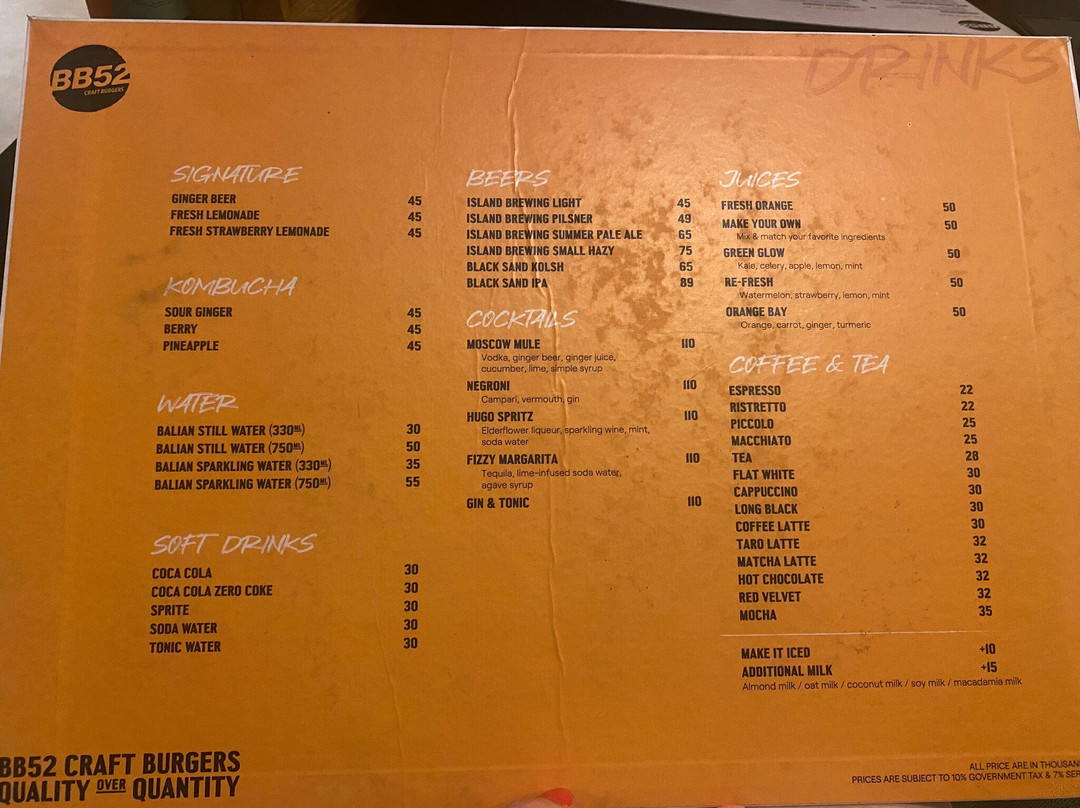 BB52
CRAFT BURGERS
DRINKS
SIGNATURE
GINGER BEER 45
FRESH LEMONADE 45
FRESH STRAWBERRY LEMONADE 45
KOMBUCHA
SOUR GINGER 45
BERRY 45
PINEAPPLE 45
WATER
BALIAN STILL WATER (330ML) 30
BALIAN STILL WATER (750ML) 50
BALIAN SPARKLING WATER (330ML) 35
BALIAN SPARKLING WATER (750ML) 55
SOFT DRINKS
COCA COLA 30
COCA COLA ZERO COKE 30
SPRITE 30
SODA WATER 30
TONIC WATER 30
BEERS
ISLAND BREWING LIGHT 45
ISLAND BREWING PILSNER 49
ISLAND BREWING SUMMER PALE ALE 65
ISLAND BREWING SMALL HAZY 75
BLACK SAND KOLSH 65
BLACK SAND IPA 89
COCKTAILS
MOSCOW MULE 110
Vodka, ginger beer, ginger juice,
cucumber, lime, simple syrup
NEGRONI 110
Campari, vermouth, gin
HUGO SPRITZ 110
Elderflower liqueur, sparkling wine, mint,
soda water
FIZZY MARGARITA 110
Tequila, lime-infused soda water,
agave syrup
GIN & TONIC 110
JUICES
FRESH ORANGE 50
MAKE YOUR OWN 50
Mix & match your favorite ingredients
GREEN GLOW 50
Kale, celery, apple, lemon, mint
RE-FRESH 50
Watermelon, strawberry, lemon, mint
ORANGE BAY 50
Orange, carrot, ginger, turmeric
COFFEE & TEA
ESPRESSO 22
RISTRETTO 22
PICCOLO 25
MACCHIATO 25
TEA 28
FLAT WHITE 30
CAPPUCCINO 30
LONG BLACK 30
COFFEE LATTE 30
TARO LATTE 32
MATCHA LATTE 32
HOT CHOCOLATE 32
RED VELVET 32
MOCHA 35
MAKE IT ICED +10
ADDITIONAL MILK +15
Almond milk / oat milk / coconut milk / soy milk / macadamia milk
BB52 CRAFT BURGERS
QUALITY OVER QUANTITY
ALL PRICE ARE IN THOUSAN
PRICES ARE SUBJECT TO 10% GOVERNMENT TAX & 7% SER